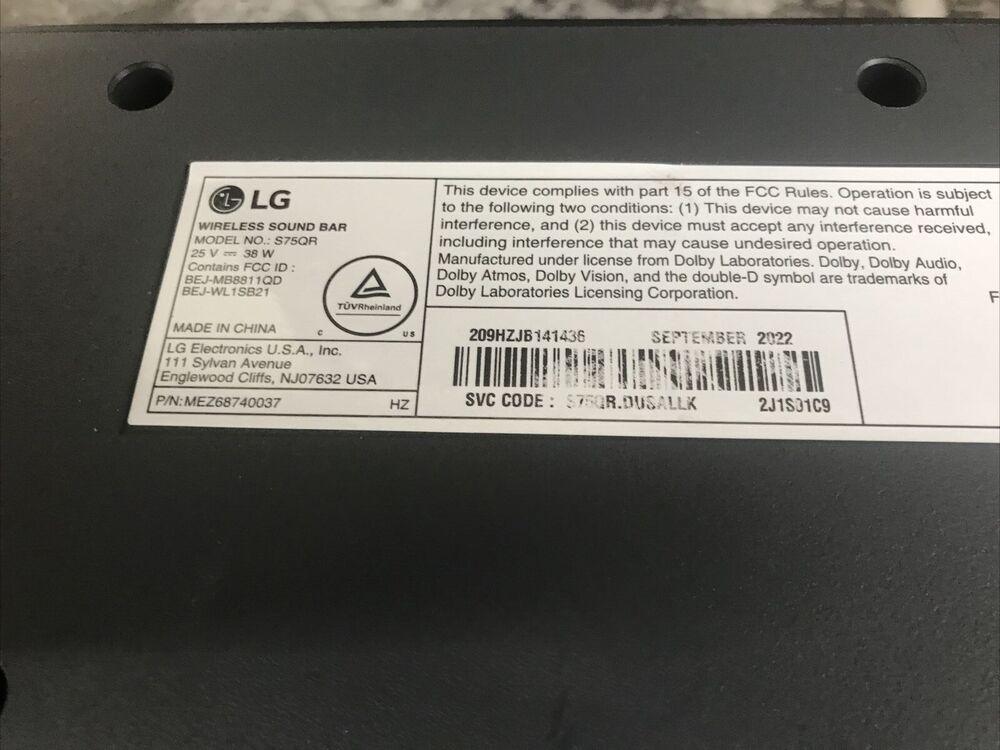 LG
WIRELESS SOUND BAR
MODEL NO.: S75QR
25 V ⎓ 38 W
Contains FCC ID :
BEJ-MB8811QD
BEJ-WL1SB21
TÜVRheinland
C US
MADE IN CHINA
LG Electronics U.S.A., Inc.
111 Sylvan Avenue
Englewood Cliffs, NJ07632 USA
P/N: MEZ68740037 HZ
This device complies with part 15 of the FCC Rules. Operation is subject
to the following two conditions: (1) This device may not cause harmful
interference, and (2) this device must accept any interference received,
including interference that may cause undesired operation.
Manufactured under license from Dolby Laboratories. Dolby, Dolby Audio,
Dolby Atmos, Dolby Vision, and the double-D symbol are trademarks of
Dolby Laboratories Licensing Corporation.
F
209HZJB141436 SEPTEMBER 2022
SVC CODE : S75QR.DUSALLK 2J1S01C9